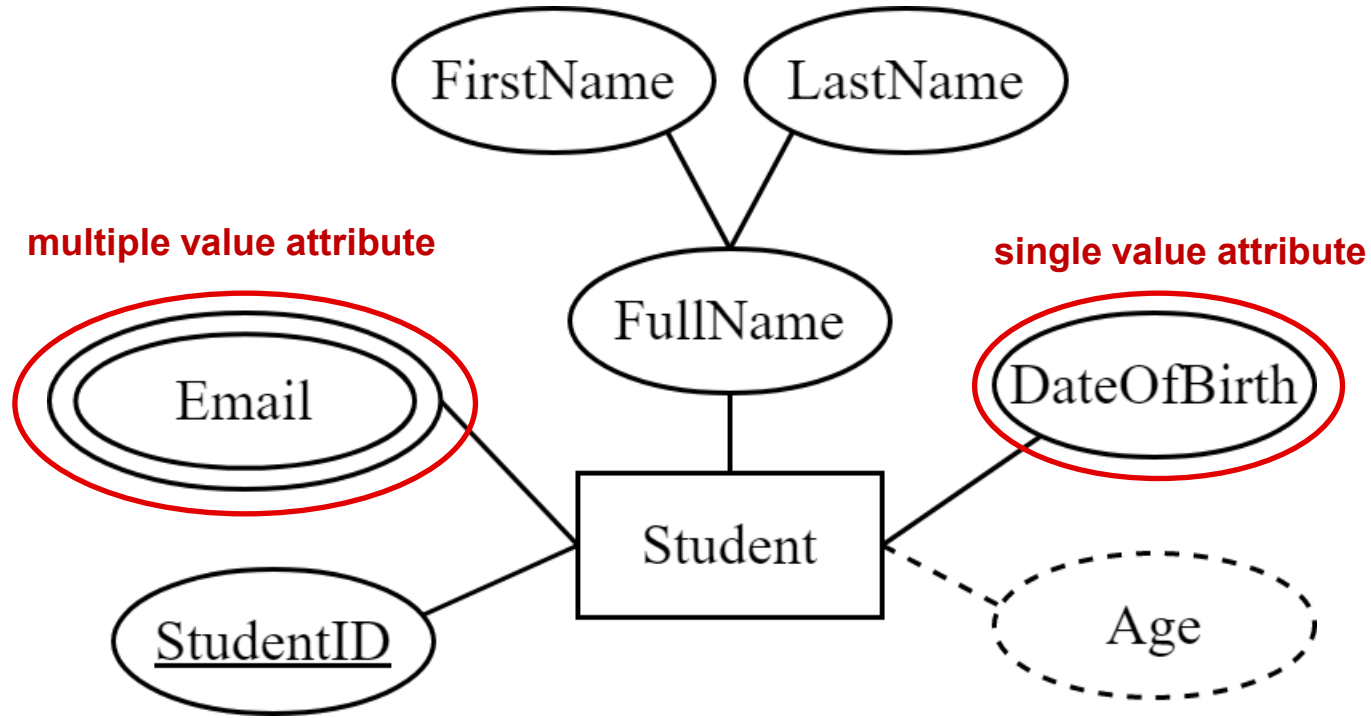 FirstName
LastName
multiple value attribute
single value attribute
FullName
Email
DateOfBirth
Student
StudentID
Age